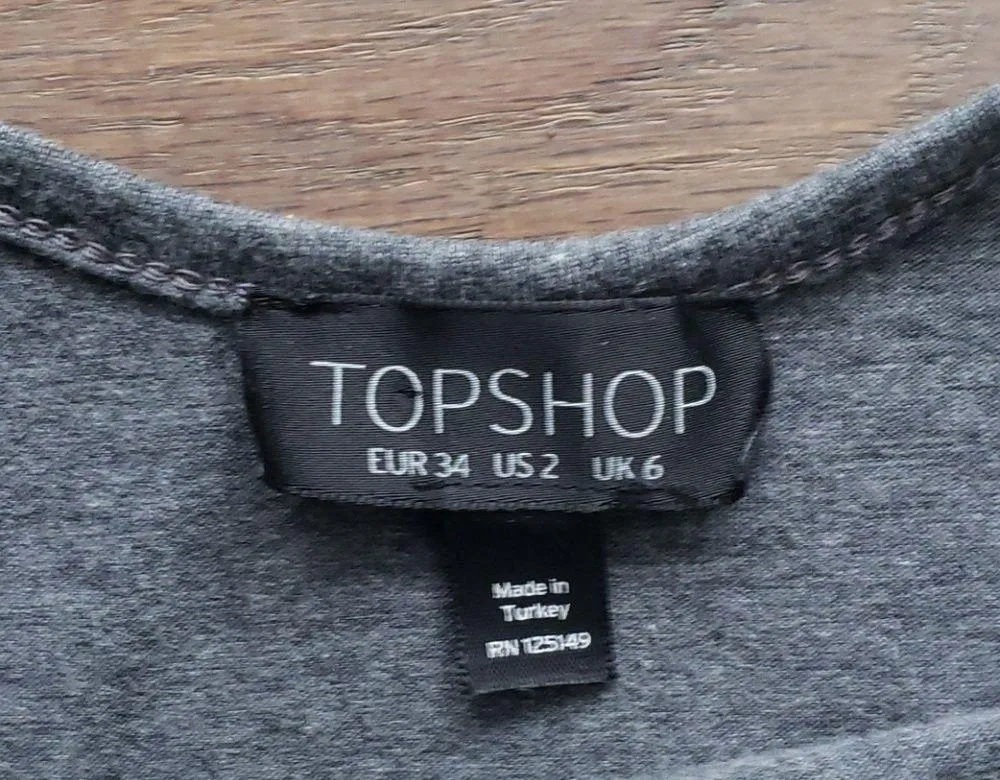 TOPSHOP
EUR 34 US 2 UK 6
Made in
Turkey
RN 125149